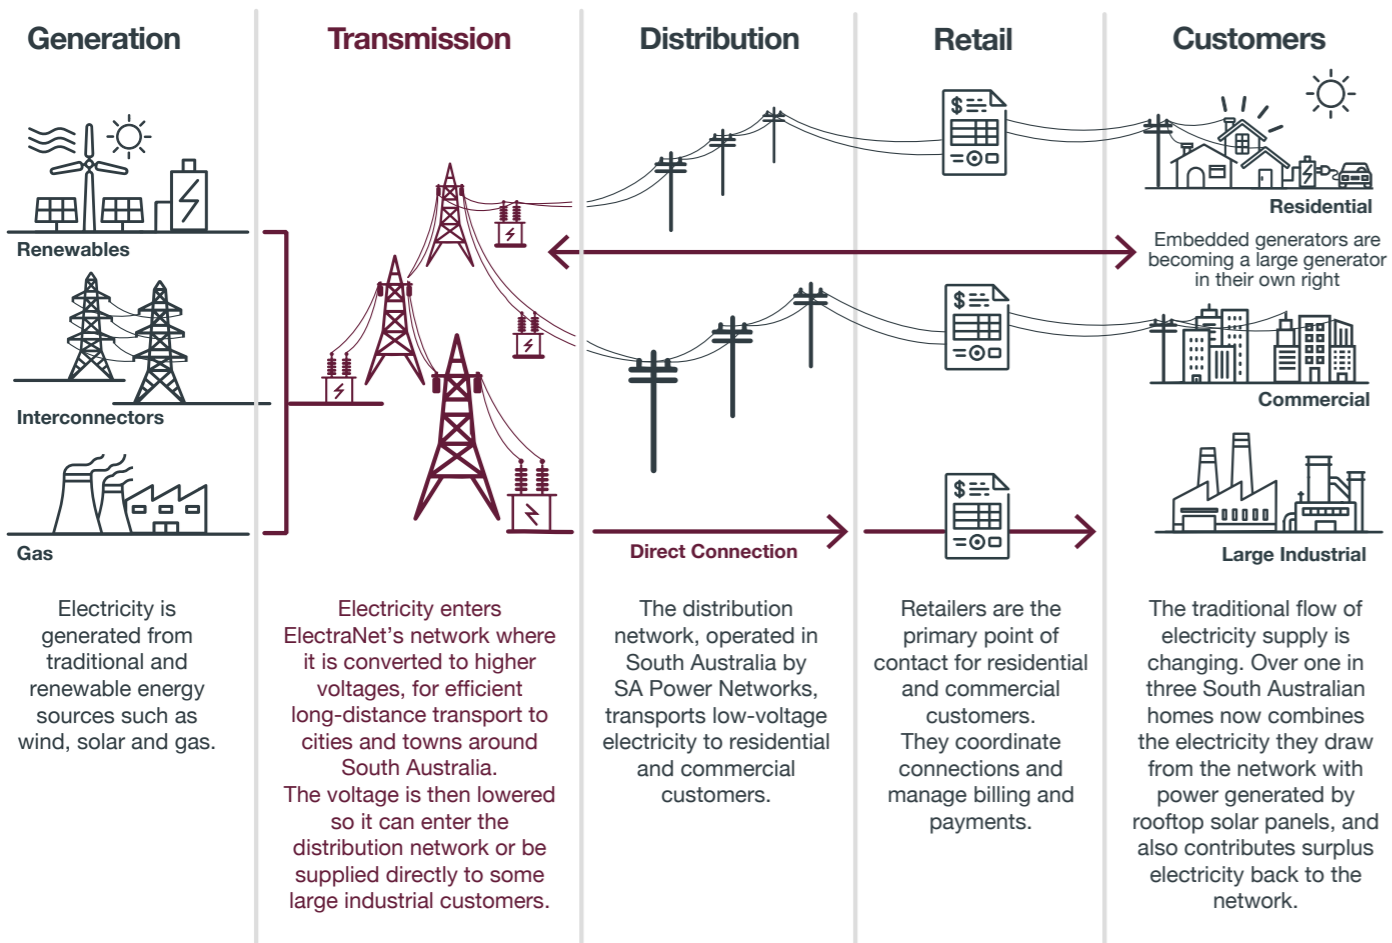 Generation
Transmission
Distribution
Retail
Customers
Renewables
Interconnectors
Gas
$
$
$
Direct Connection
Residential
Embedded generators are
becoming a large generator
in their own right
Commercial
Large Industrial
Electricity is
generated from
traditional and
renewable energy
sources such as
wind, solar and gas.
Electricity enters
ElectraNet’s network where
it is converted to higher
voltages, for efficient
long-distance transport to
cities and towns around
South Australia.
The voltage is then lowered
so it can enter the
distribution network or be
supplied directly to some
large industrial customers.
The distribution
network, operated in
South Australia by
SA Power Networks,
transports low-voltage
electricity to residential
and commercial
customers.
Retailers are the
primary point of
contact for residential
and commercial
customers.
They coordinate
connections and
manage billing and
payments.
The traditional flow of
electricity supply is
changing. Over one in
three South Australian
homes now combines
the electricity they draw
from the network with
power generated by
rooftop solar panels, and
also contributes surplus
electricity back to the
network.